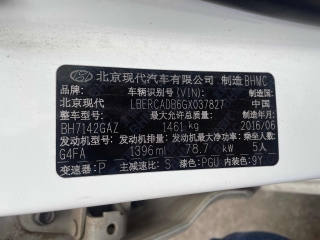 北京现代汽车有限公司 制造 BHMC
品牌: 车辆识别号(VIN): 制造国:
北京现代 LBERCADB6GX037827 中国
整车型号: 最大允许总质量: 制造年月:
BH7142GAZ 1461 kg 2016/06
发动机型号: 发动机排量: 发动机最大净功率: 乘坐人数:
G4FA 1396 ml 78.7 kW 5人
变速器: P 主减速比: S 漆色: PGU 内装色: 9Y